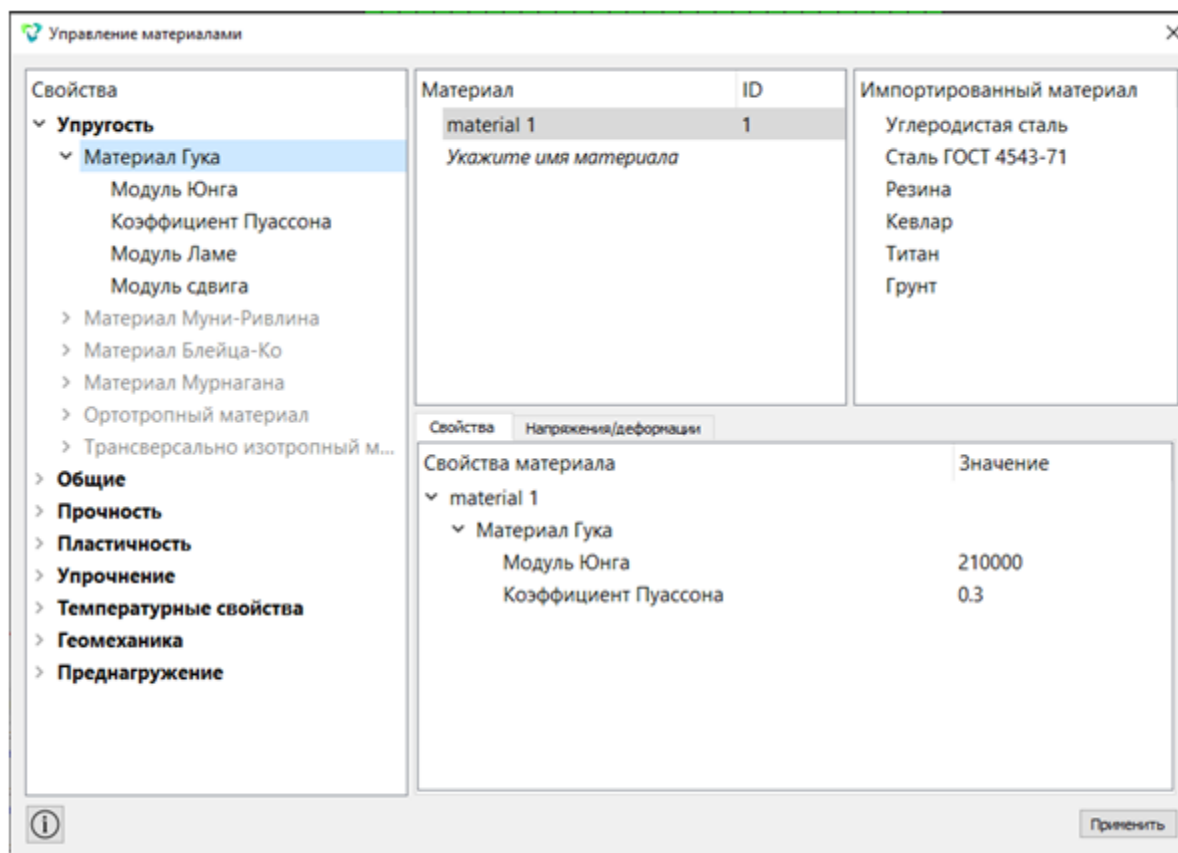 Управление материалами
Свойства
Упругость
Материал Гука
Модуль Юнга
Коэффициент Пуассона
Модуль Ламе
Модуль сдвига
Материал Муни-Ривлина
Материал Блейца-Ко
Материал Мурнагана
Ортотропный материал
Трансверсально изотропный м...
Общие
Прочность
Пластичность
Упрочнение
Температурные свойства
Геомеханика
Преднагружение
Материал ID
material 1 1
Укажите имя материала
Импортированный материал
Углеродистая сталь
Сталь ГОСТ 4543-71
Резина
Кевлар
Титан
Грунт
Свойства Напряжения/деформации
Свойства материала Значение
material 1
Материал Гука
Модуль Юнга 210000
Коэффициент Пуассона 0.3
Применить